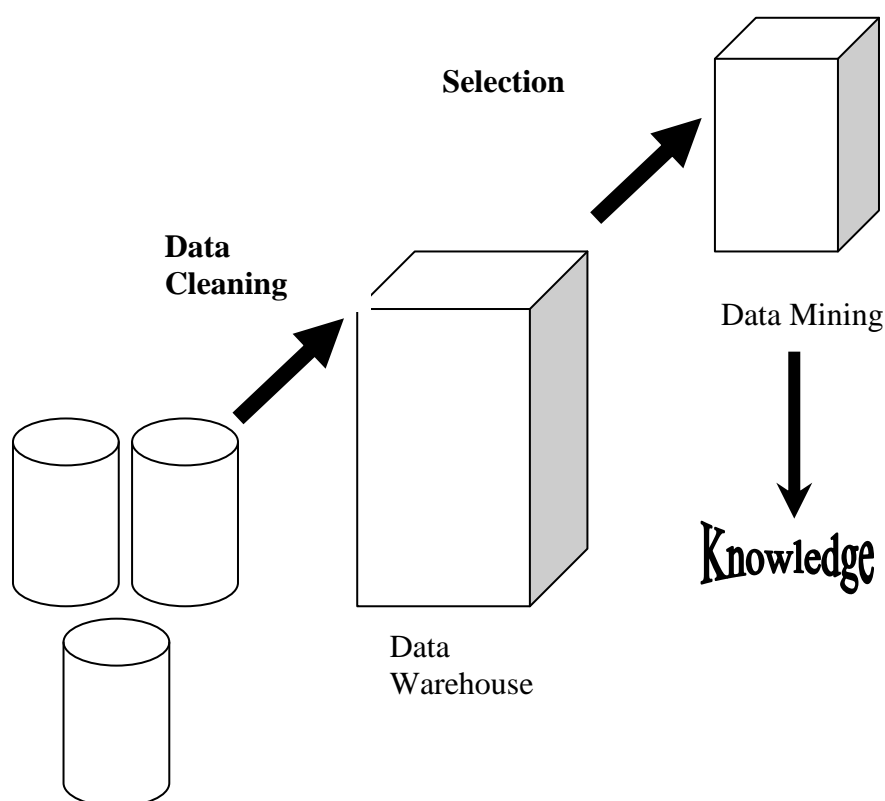 Selection
Data
Cleaning
Data Mining
Knowledge
Data
Warehouse